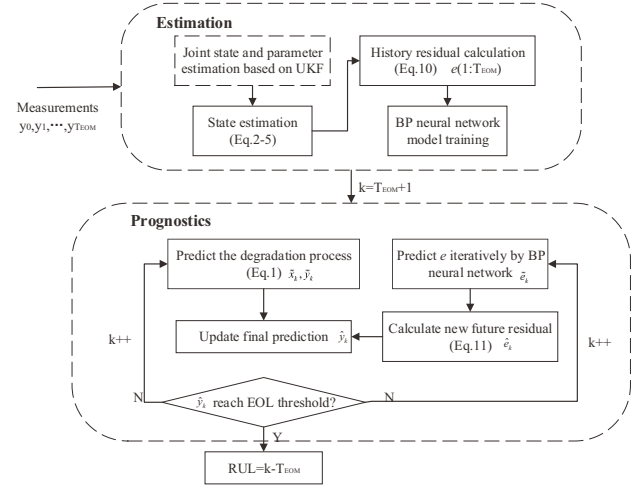 Estimation
Joint state and parameter
estimation based on UKF
State estimation
(Eq.2-5)
History residual calculation
(Eq.10) e(1:TEOM)
BP neural network
model training
Measurements
y0,y1,···,yTEOM
k=TEOM+1
Prognostics
Predict the degradation process
(Eq.1) x̃k, ỹk
Predict e iteratively by BP
neural network ẽk
Update final prediction ŷk
Calculate new future residual
(Eq.11) êk
k++
k++
N
ŷk reach EOL threshold?
N
Y
RUL=k-TEOM